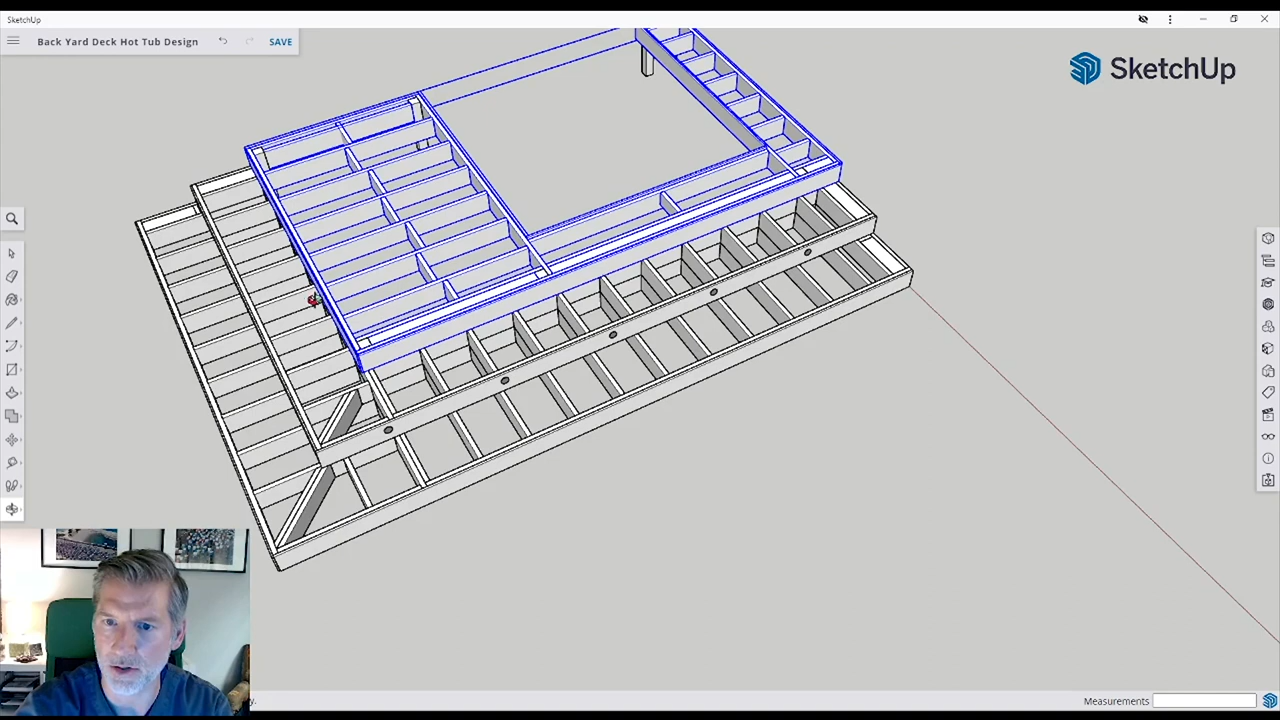 SketchUp
Back Yard Deck Hot Tub Design
SAVE
SketchUp
y.
Measurements